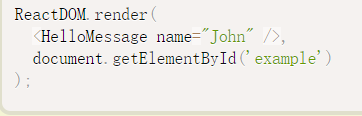 ReactDOM.render(
  <HelloMessage name="John" />,
  document.getElementById('example')
);